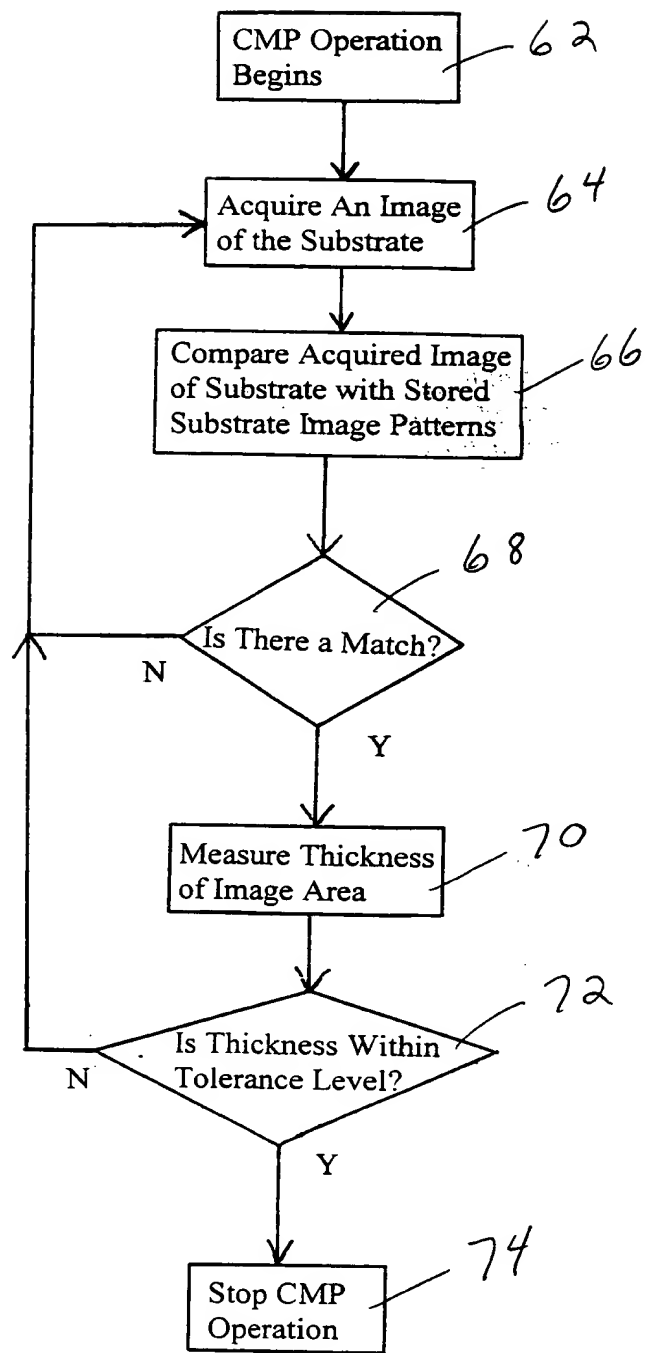 CMP Operation
Begins
62
Acquire An Image
of the Substrate
64
Compare Acquired Image
of Substrate with Stored
Substrate Image Patterns
66
68
Is There a Match?
N
Y
Measure Thickness
of Image Area
70
72
Is Thickness Within
Tolerance Level?
N
Y
Stop CMP
Operation
74